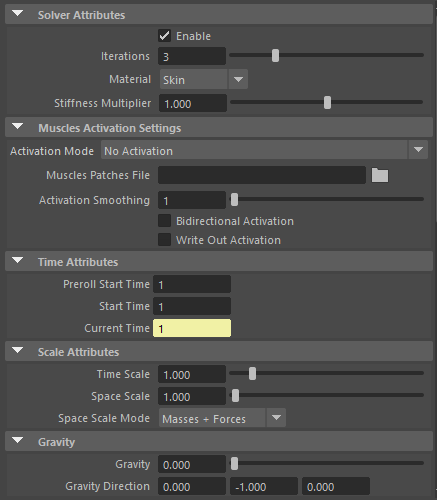 Solver Attributes
Enable
Iterations 3
Material Skin
Stiffness Multiplier 1.000
Muscles Activation Settings
Activation Mode No Activation
Muscles Patches File
Activation Smoothing 1
Bidirectional Activation
Write Out Activation
Time Attributes
Preroll Start Time 1
Start Time 1
Current Time 1
Scale Attributes
Time Scale 1.000
Space Scale 1.000
Space Scale Mode Masses + Forces
Gravity
Gravity 0.000
Gravity Direction 0.000 -1.000 0.000